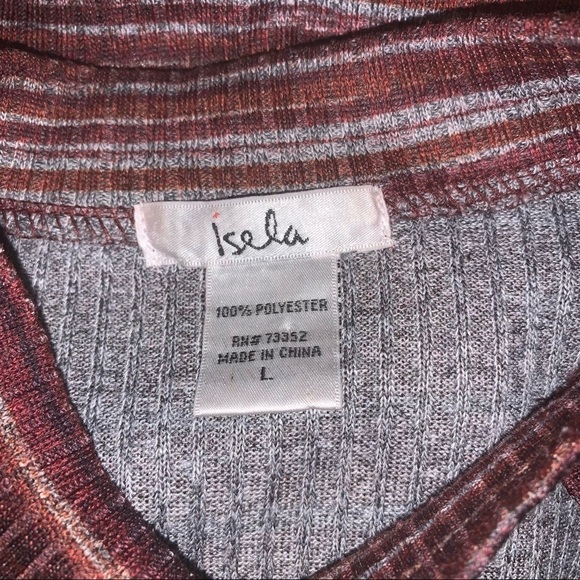 isela
100% POLYESTER
RN# 73352
MADE IN CHINA
L